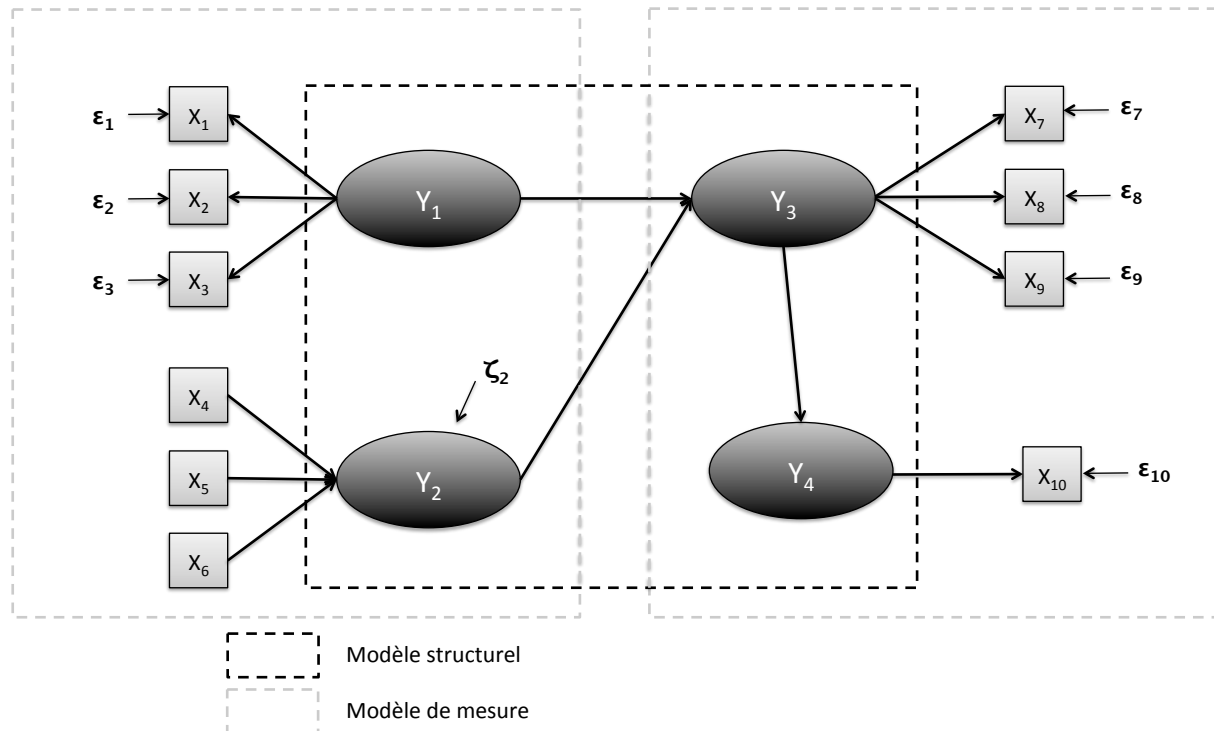 ε₁
X₁
X₇
ε₇
ε₂
X₂
Y₁
Y₃
X₈
ε₈
ε₃
X₃
X₉
ε₉
X₄
ζ₂
X₅
Y₂
Y₄
X₁₀
ε₁₀
X₆
Modèle structurel
Modèle de mesure